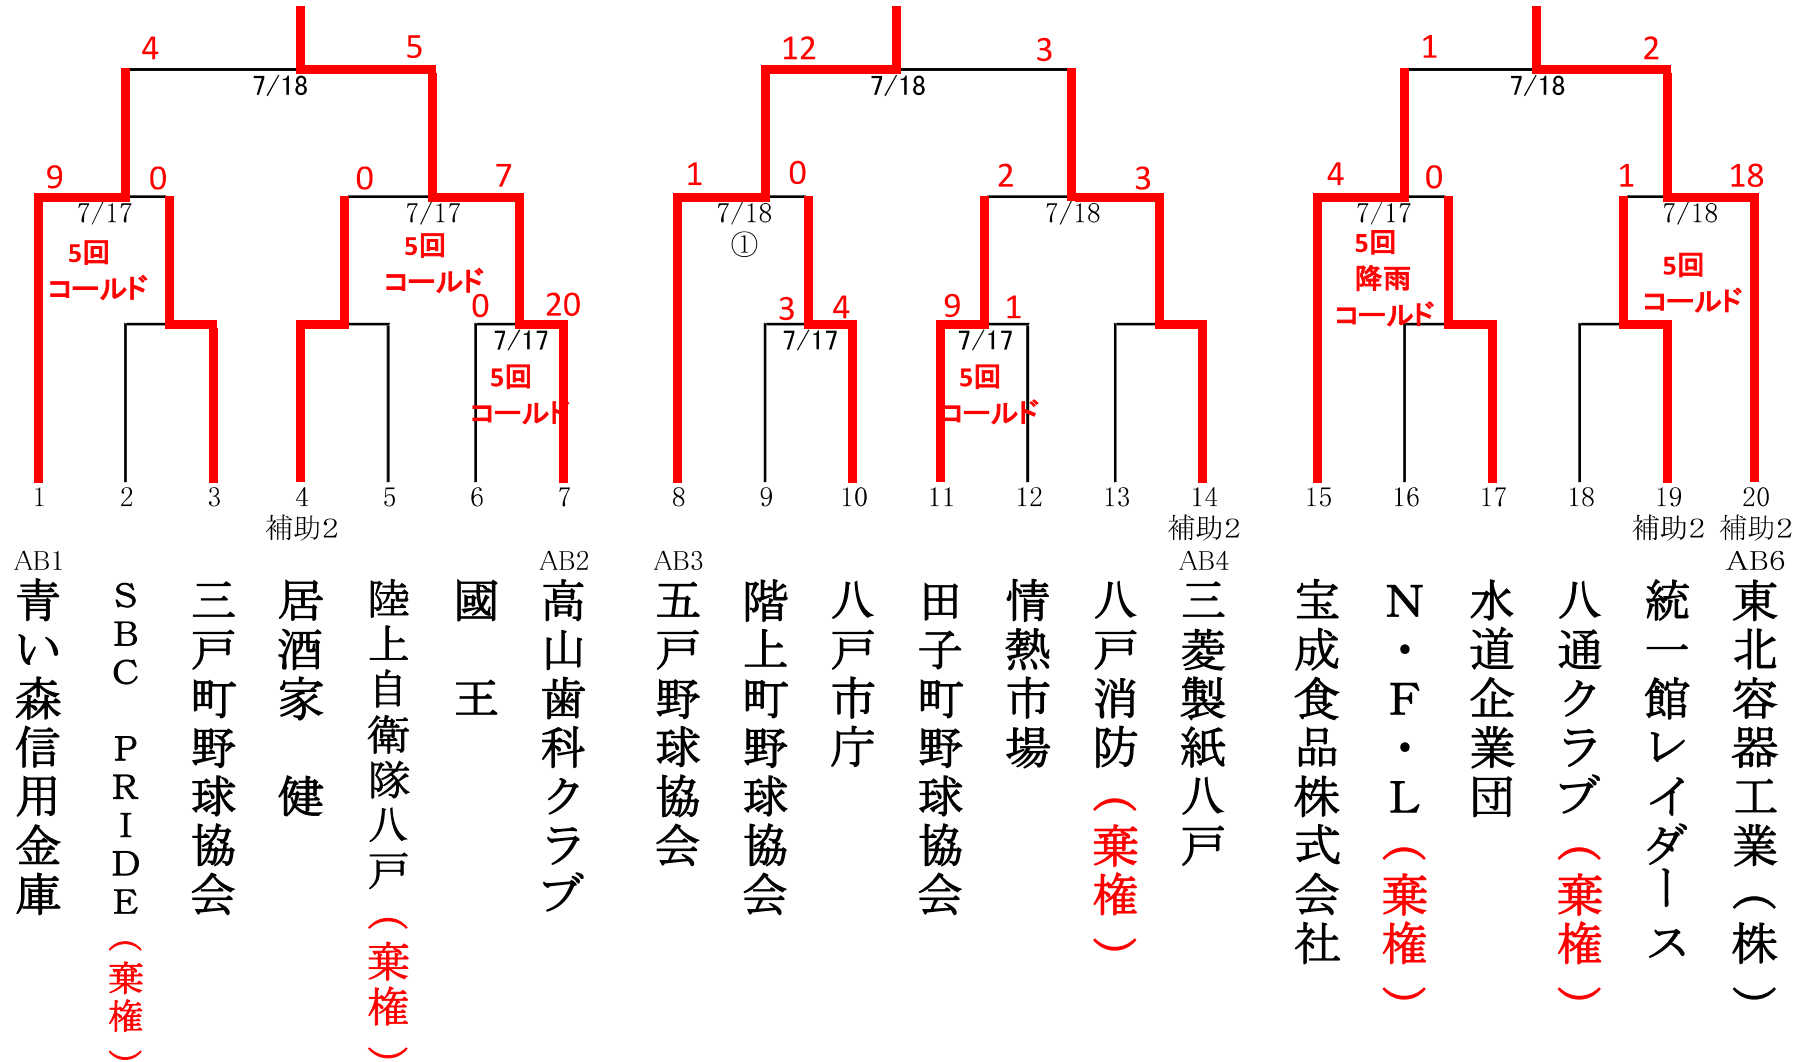 4 5 12 3 1 2
7/18 7/18 7/18
9 0 0 7 1 0 2 3 4 0 1 18
7/17 7/17 7/18 7/18 7/17 7/18
①
5回
コールド
5回
コールド
5回
降雨
コールド
5回
コールド
0 20 3 4 9 1
7/17 7/17 7/17
5回
コールド
5回
コールド
1 2 3 4 5 6 7 8 9 10 11 12 13 14 15 16 17 18 19 20
補助2 補助2 補助2 補助2
AB1 AB2 AB3 AB4 AB6
青い森信用金庫
SBC PRIDE(棄権)
三戸町野球協会
居酒家 健
陸上自衛隊八戸(棄権)
國 王
高山歯科クラブ
五戸野球協会
階上町野球協会
八戸市庁
田子町野球協会
情熱市場
八戸消防(棄権)
三菱製紙八戸
宝成食品株式会社
N・F・L(棄権)
水道企業団
八通クラブ(棄権)
統一館レイダース
東北容器工業(株)